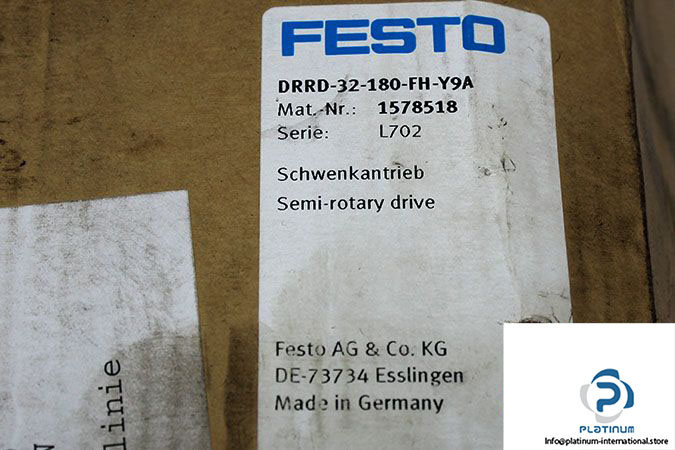 FESTO
DRRD-32-180-FH-Y9A
Mat.-Nr.: 1578518
Serie: L702
Schwenkantrieb
Semi-rotary drive
Festo AG & Co. KG
DE-73734 Esslingen
Made in Germany
linie
PLATINUM
Info@platinum-international.store